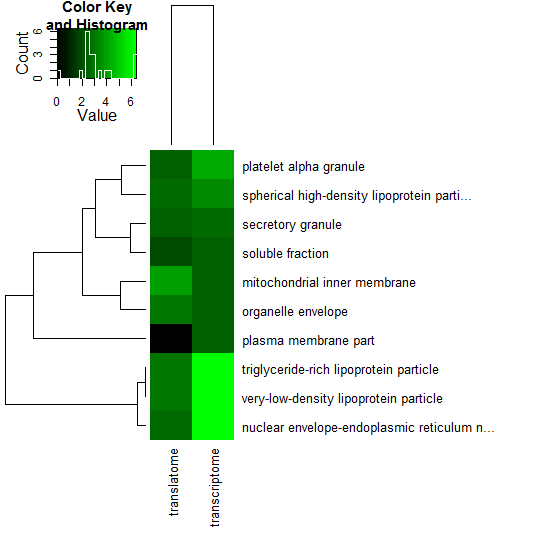 Color Key
and Histogram
Count
0 3 6
0 2 4 6
Value
platelet alpha granule
spherical high-density lipoprotein parti...
secretory granule
soluble fraction
mitochondrial inner membrane
organelle envelope
plasma membrane part
triglyceride-rich lipoprotein particle
very-low-density lipoprotein particle
nuclear envelope-endoplasmic reticulum n...
translatome
transcriptome